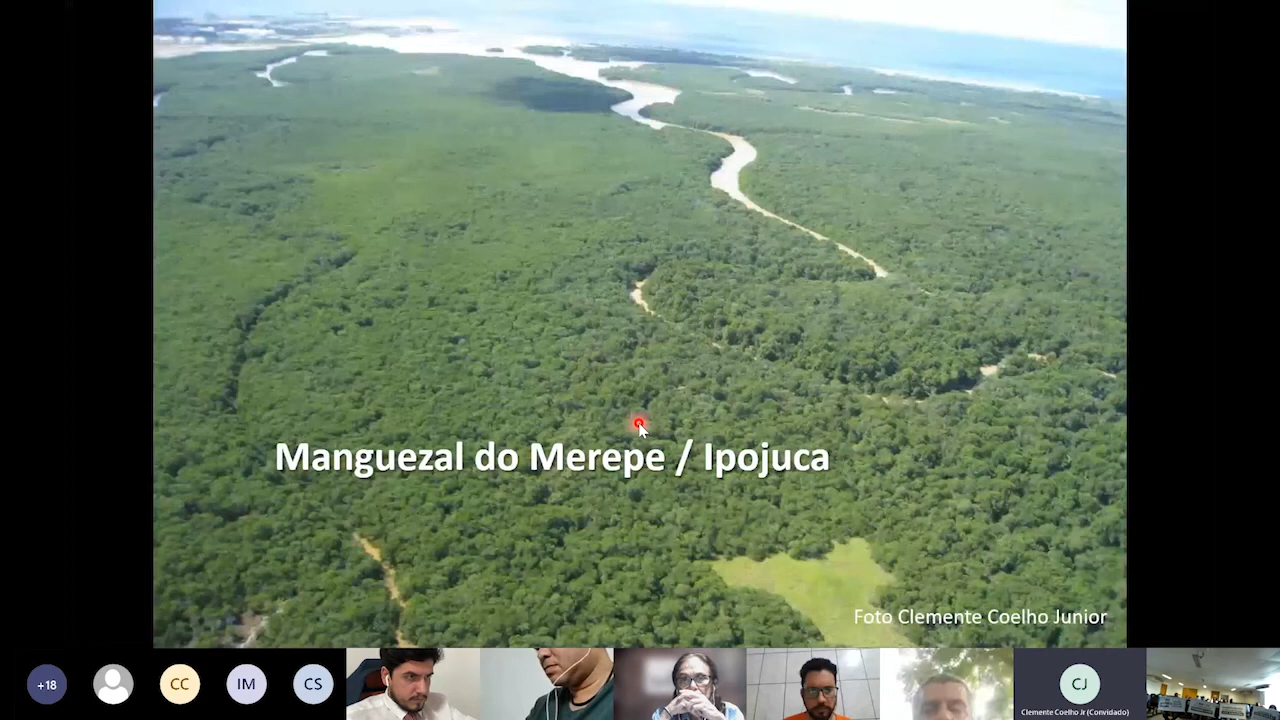 Manguezal do Merepe / Ipojuca
Foto Clemente Coelho Junior
+18
CC
IM
CS
CJ
Clemente Coelho Jr (Convidado)